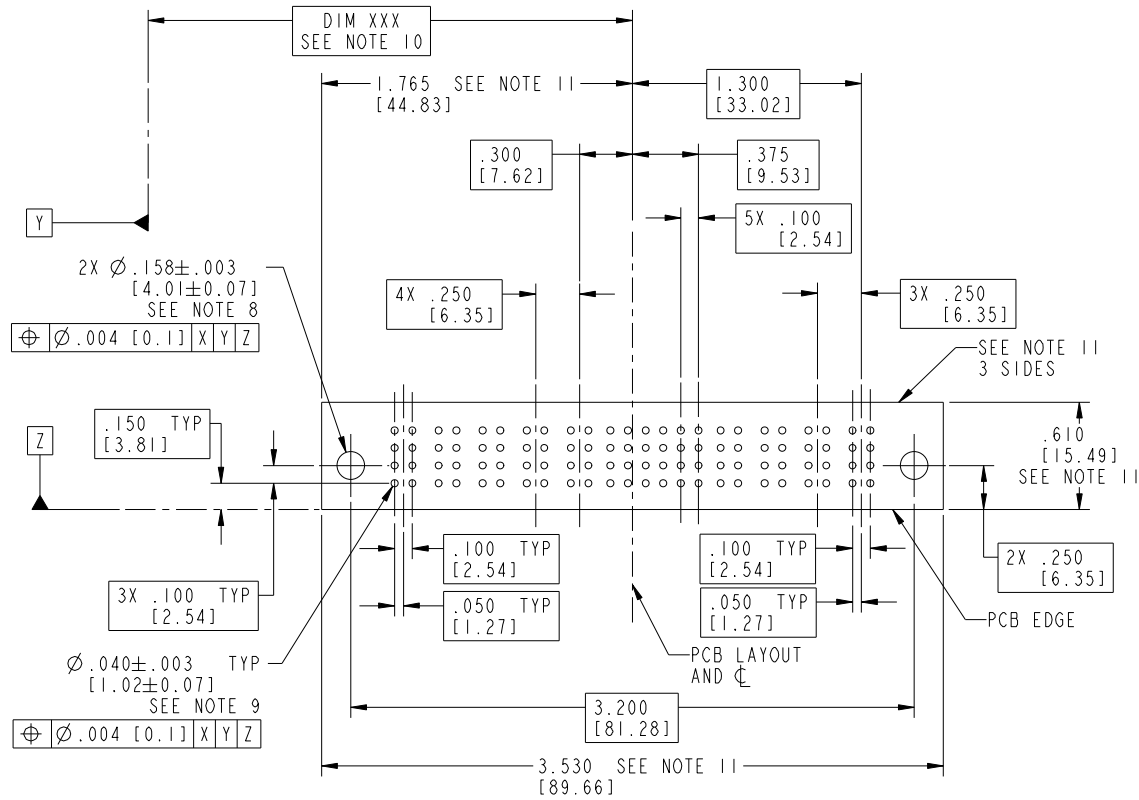 DIM XXX
SEE NOTE 10
1.765 SEE NOTE 11
[44.83]
1.300
[33.02]
.300
[7.62]
.375
[9.53]
Y
5X .100
[2.54]
2X Ø.158±.003
[4.01±0.07]
SEE NOTE 8
⌖ Ø.004 [0.1] X Y Z
4X .250
[6.35]
3X .250
[6.35]
SEE NOTE 11
3 SIDES
.150 TYP
[3.81]
Z
.610
[15.49]
SEE NOTE 11
.100 TYP
[2.54]
.100 TYP
[2.54]
2X .250
[6.35]
3X .100 TYP
[2.54]
.050 TYP
[1.27]
.050 TYP
[1.27]
PCB EDGE
Ø.040±.003 TYP
[1.02±0.07]
SEE NOTE 9
⌖ Ø.004 [0.1] X Y Z
PCB LAYOUT
AND ℄
3.200
[81.28]
3.530 SEE NOTE 11
[89.66]